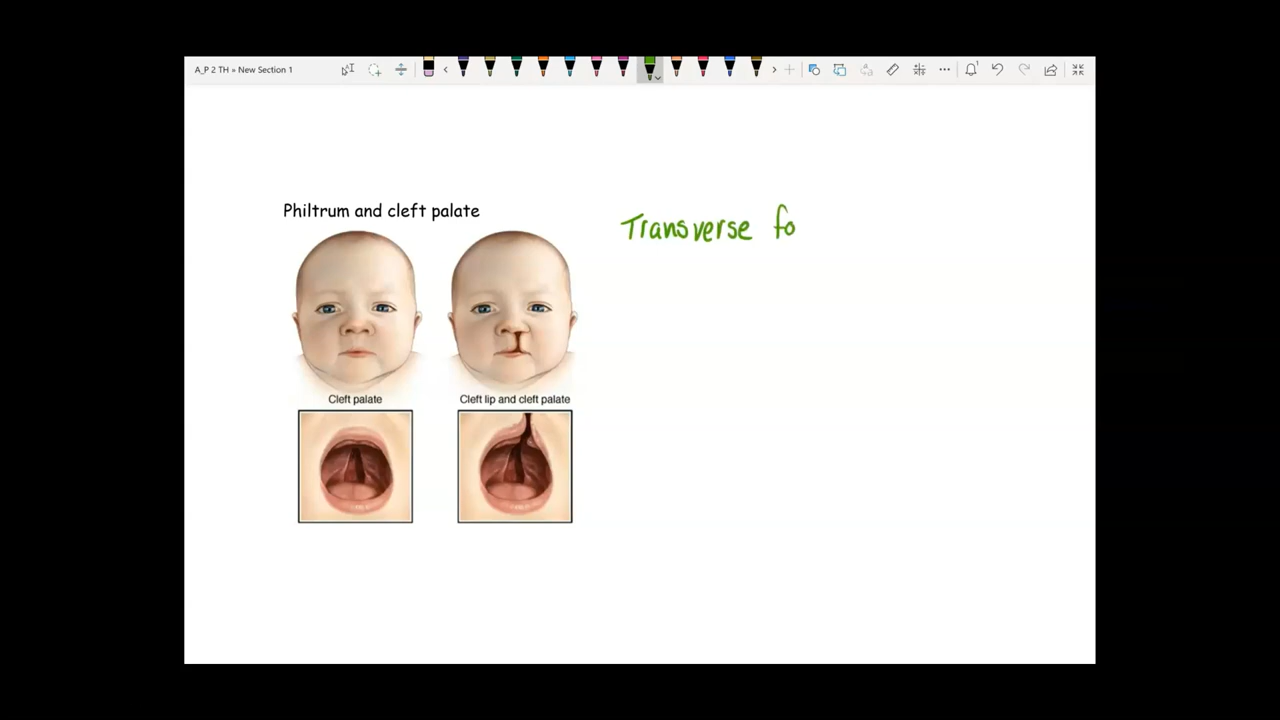 A_P 2 TH » New Section 1
Philtrum and cleft palate
Transverse fo
Cleft palate
Cleft lip and cleft palate